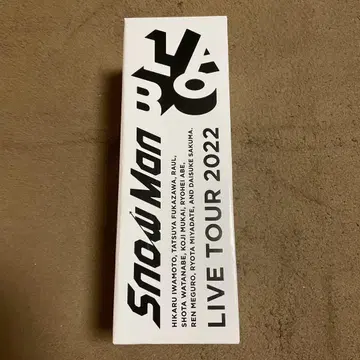 Snow Man
LABO
HIKARU IWAMOTO, TATSUYA FUKAZAWA, RAUL,
SHOTA WATANABE, KOJI MUKAI, RYOHEI ABE,
REN MEGURO, RYOTA MIYADATE, AND DAISUKE SAKUMA.
LIVE TOUR 2022